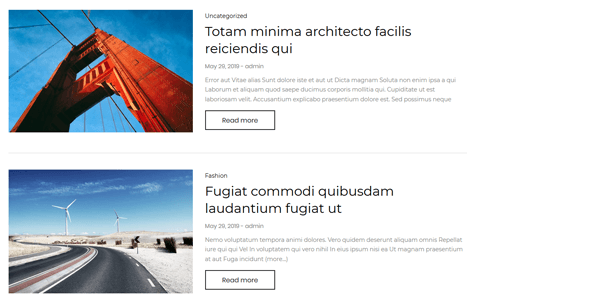 Uncategorized
Totam minima architecto facilis
reiciendis qui
May 29, 2019 - admin
Error aut Vitae alias Sunt dolore iste et aut ut Dicta magnam Soluta non enim ipsa a qui
Laborum et aliquam quod saepe ducimus corporis mollitia qui. Cupiditate ut est
laboriosam velit. Accusantium explicabo praesentium dolore est. Sed possimus neque
Read more
Fashion
Fugiat commodi quibusdam
laudantium fugiat ut
May 29, 2019 - admin
Nemo voluptatum tempora animi dolores. Vero quidem deserunt aliquam omnis Repellat
iure qui qui Vel In voluptatem qui vero nihil In eius ipsum nisi ea Ut magnam praesentium
at aut Fuga incidunt (more...)
Read more